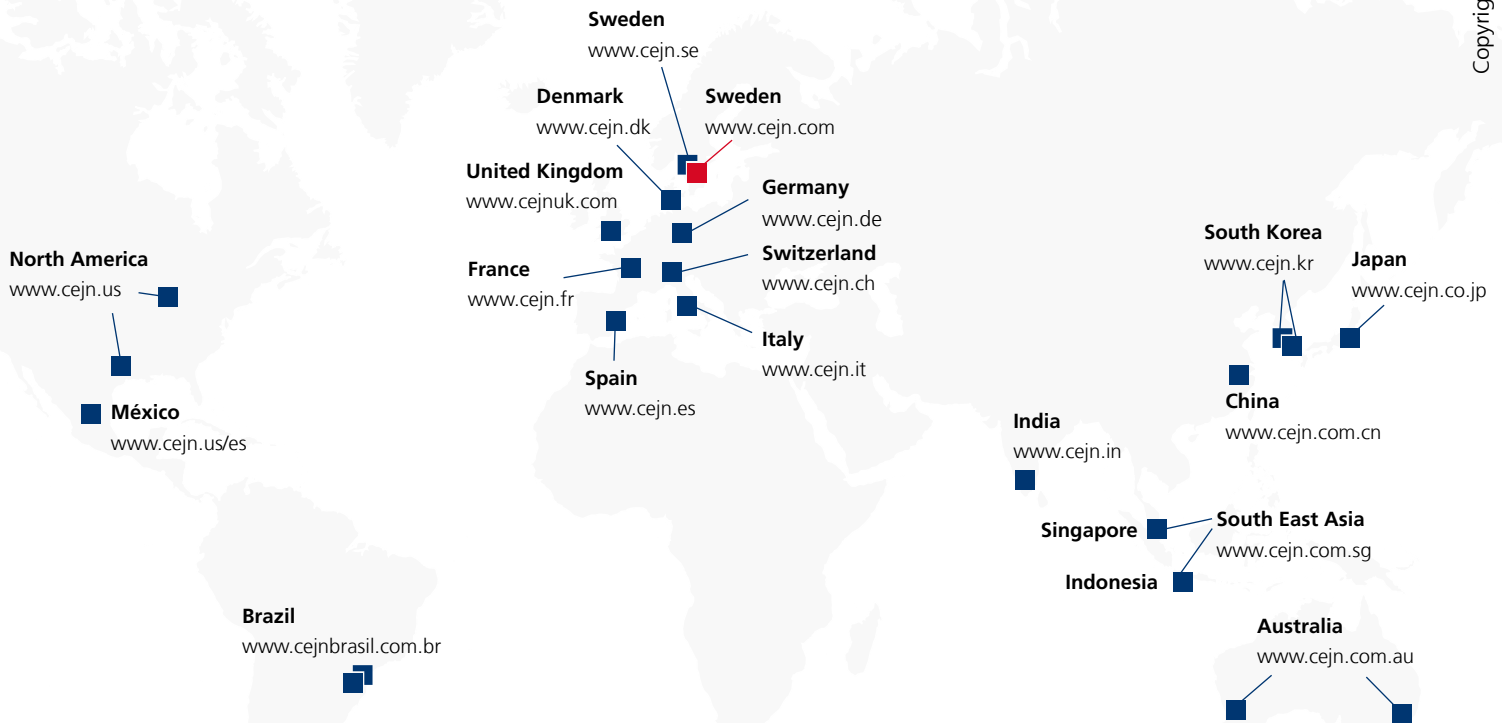 Copyrig
Sweden
www.cejn.se
Denmark
www.cejn.dk
Sweden
www.cejn.com
United Kingdom
www.cejnuk.com
Germany
www.cejn.de
North America
www.cejn.us
France
www.cejn.fr
Switzerland
www.cejn.ch
South Korea
www.cejn.kr
Japan
www.cejn.co.jp
Italy
www.cejn.it
Spain
www.cejn.es
México
www.cejn.us/es
India
www.cejn.in
China
www.cejn.com.cn
Singapore
South East Asia
www.cejn.com.sg
Indonesia
Brazil
www.cejnbrasil.com.br
Australia
www.cejn.com.au